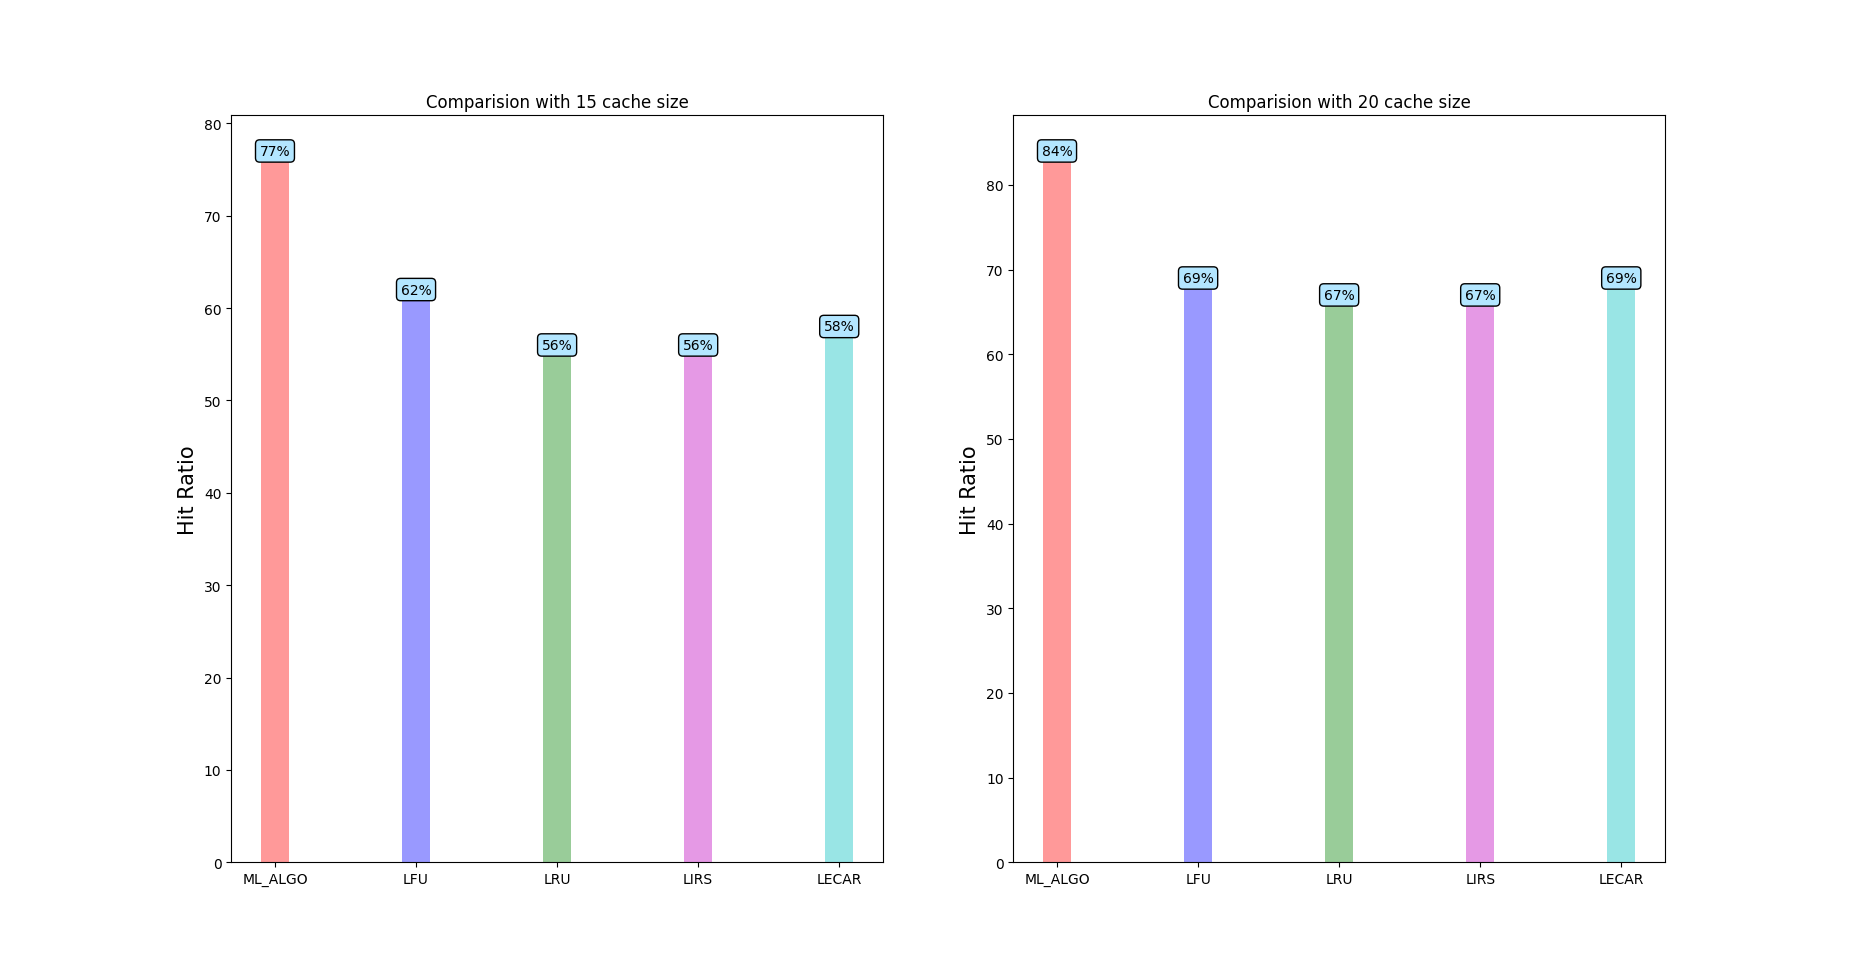 Comparision with 15 cache size
80
70
60
50
40
30
20
10
0
Hit Ratio
77%
62%
56%
56%
58%
ML_ALGO
LFU
LRU
LIRS
LECAR
Comparision with 20 cache size
80
70
60
50
40
30
20
10
0
Hit Ratio
84%
69%
67%
67%
69%
ML_ALGO
LFU
LRU
LIRS
LECAR